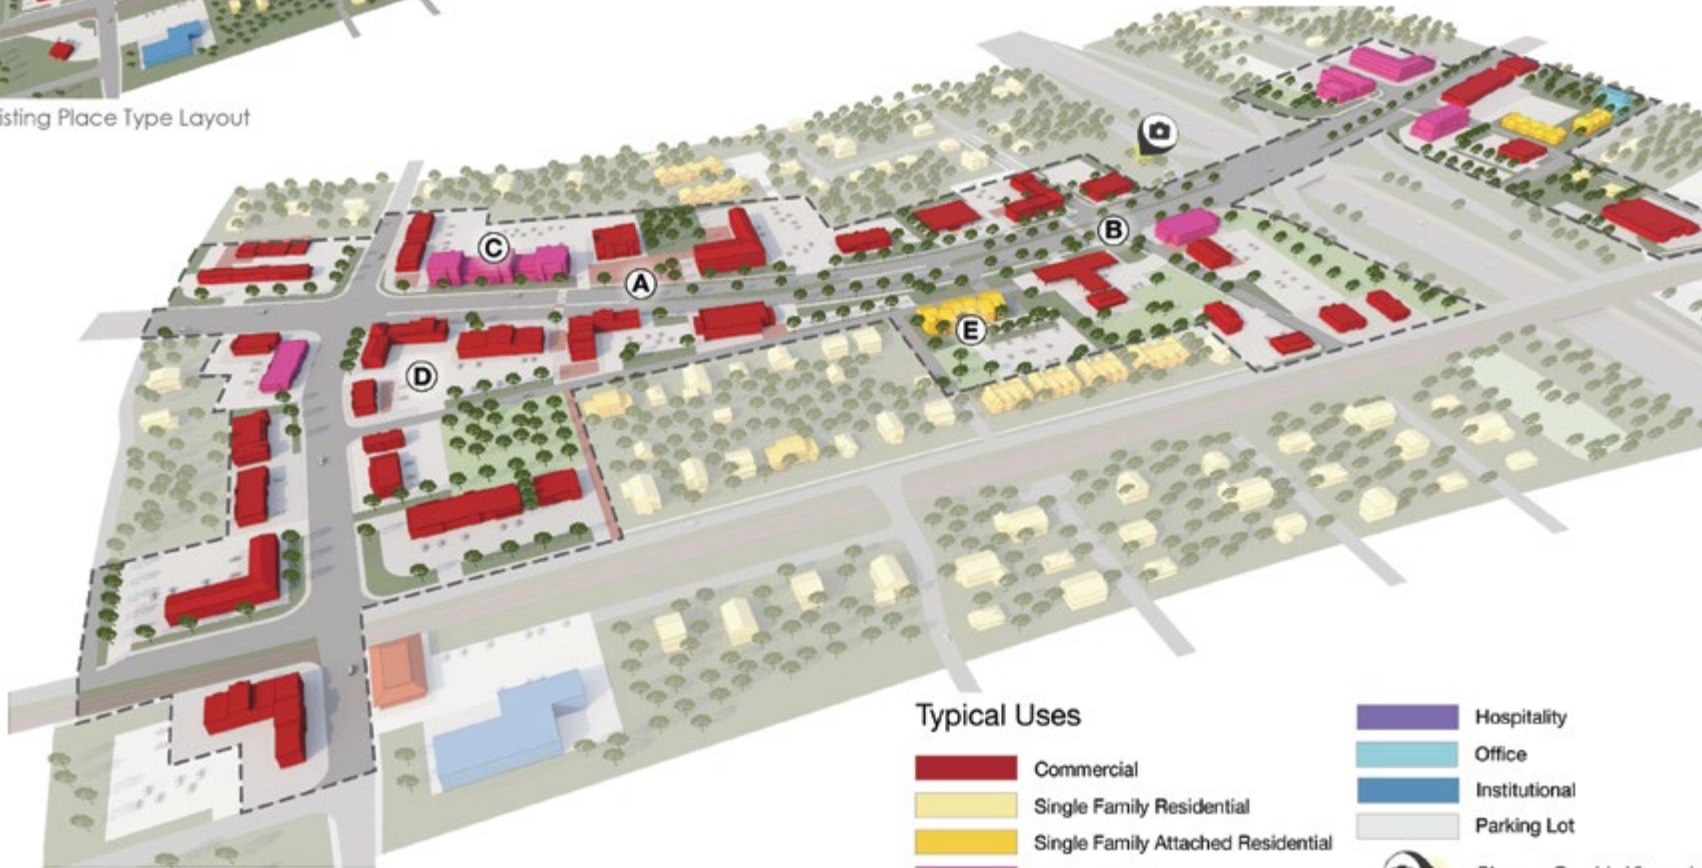 isting Place Type Layout
C
A
B
E
D
Typical Uses
Commercial
Single Family Residential
Single Family Attached Residential
Hospitality
Office
Institutional
Parking Lot